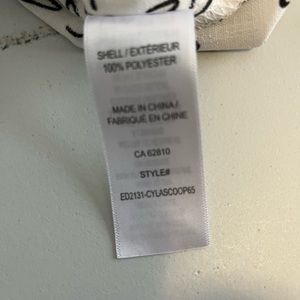 SHELL / EXTÉRIEUR
100% POLYESTER
MADE IN CHINA /
FABRIQUÉ EN CHINE
CA 62810
STYLE#
ED2131-CYLASCOOP65